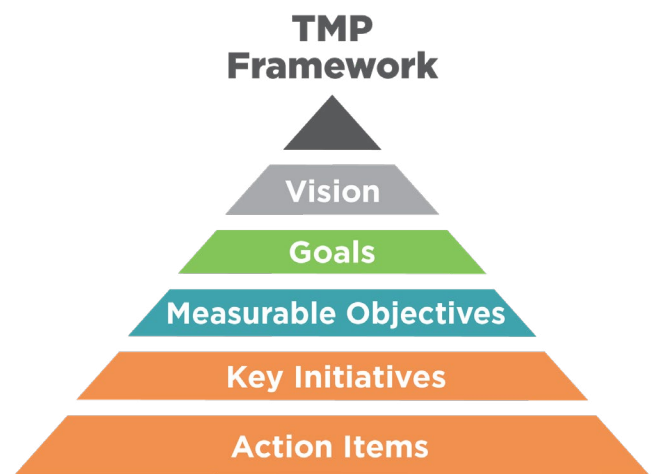 TMP
Framework
Vision
Goals
Measurable Objectives
Key Initiatives
Action Items